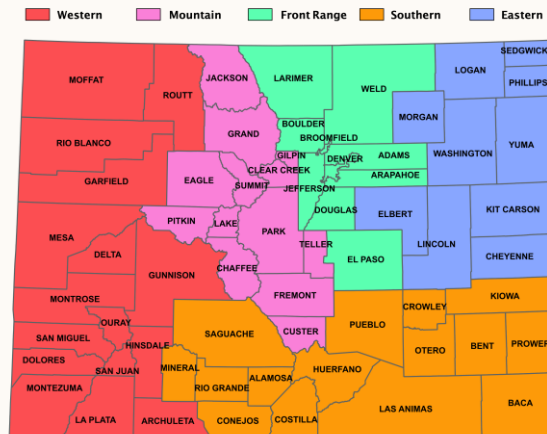 Western Mountain Front Range Southern Eastern
SEDGWICK
LOGAN
JACKSON
LARIMER
MOFFAT
WELD
PHILLIPS
ROUTT
MORGAN
BOULDER
GRAND
BROOMFIELD
RIO BLANCO
YUMA
WASHINGTON
GILPIN
DENVER
ADAMS
CLEAR CREEK
ARAPAHOE
EAGLE
GARFIELD
SUMMIT
JEFFERSON
DOUGLAS
ELBERT
KIT CARSON
PITKIN
LAKE
PARK
MESA
TELLER
LINCOLN
DELTA
CHEYENNE
EL PASO
CHAFFEE
GUNNISON
FREMONT
KIOWA
MONTROSE
CROWLEY
OURAY
PUEBLO
CUSTER
SAGUACHE
SAN MIGUEL
HINSDALE
OTERO
BENT
PROWER
DOLORES
MINERAL
HUERFANO
SAN JUAN
ALAMOSA
MONTEZUMA
RIO GRANDE
BACA
LAS ANIMAS
LA PLATA
ARCHULETA
CONEJOS
COSTILLA